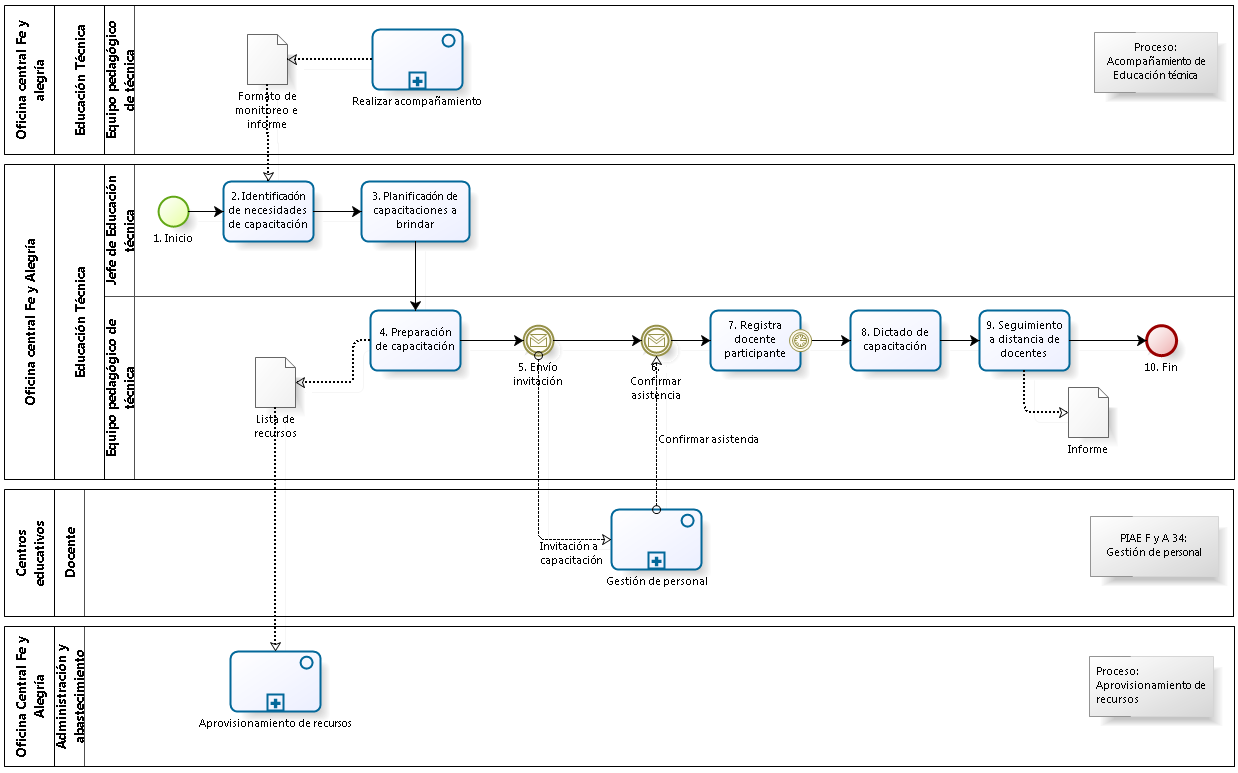 Oficina central Fe y
alegría
Educación Técnica
Equipo pedagógico
de técnica
Formato de
monitoreo e
informe
Realizar acompañamiento
Proceso:
Acompañamiento de
Educación técnica
Oficina central Fe y Alegría
Educación Técnica
Jefe de Educación
técnica
1. Inicio
2. Identificación
de necesidades
de capacitación
3. Planificación de
capacitaciones a
brindar
Equipo pedagógico de
técnica
4. Preparación
de capacitación
5. Envío
invitación
6.
Confirmar
asistencia
7. Registra
docente
participante
8. Dictado de
capacitación
9. Seguimiento
a distancia de
docentes
10. Fin
Lista de
recursos
Confirmar asistencia
Informe
Centros
educativos
Docente
Invitación a
capacitación
Gestión de personal
PIAE F y A 34:
Gestión de personal
Oficina Central Fe y
Alegría
Administración y
abastecimiento
Aprovisionamiento de recursos
Proceso:
Aprovisionamiento de
recursos